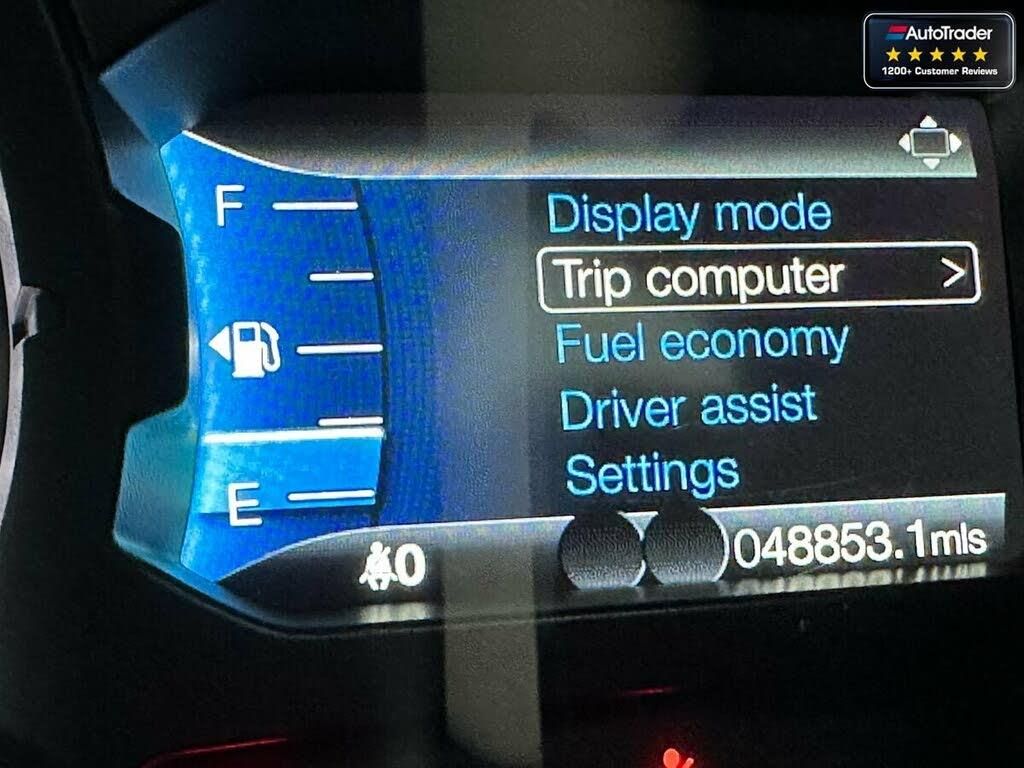 AutoTrader
1200+ Customer Reviews
F
Display mode
Trip computer >
Fuel economy
Driver assist
Settings
E
0
048853.1mls